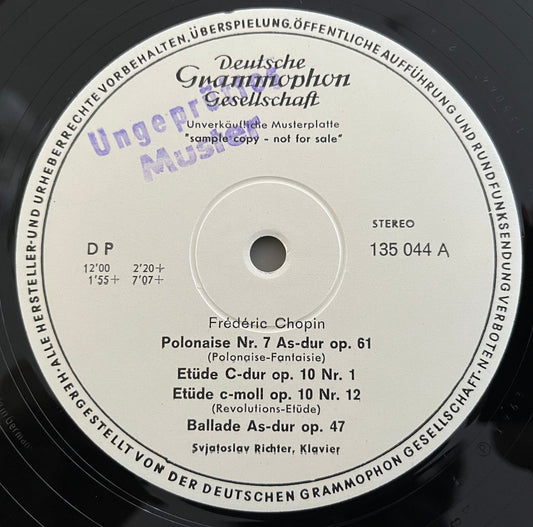 ALLE HERSTELLER- UND URHEBERRECHTE VORBEHALTEN, ÜBERSPIELUNG, ÖFFENTLICHE AUFFÜHRUNG UND RUNDFUNKSENDUNG VERBOTEN ·
Deutsche
Grammophon
Gesellschaft
Ungeprüfter
Muster
Unverkäufliche Musterplatte
"sample copy - not for sale"
STEREO
D P
135 044 A
12'00 2'20+
1'55+ 7'07+
Frédéric Chopin
Polonaise Nr. 7 As-dur op. 61
(Polonaise-Fantaisie)
Etüde C-dur op. 10 Nr. 1
Etüde c-moll op. 10 Nr. 12
(Revolutions-Etüde)
Ballade As-dur op. 47
Svjatoslav Richter, Klavier
HERGESTELLT VON DER DEUTSCHEN GRAMMOPHON GESELLSCHAFT ·